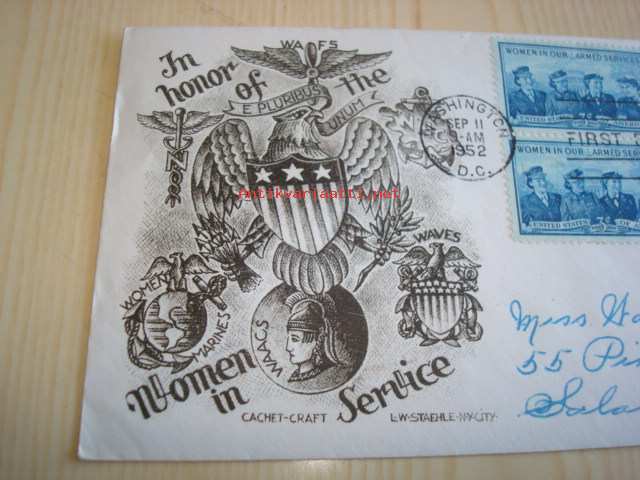 WAFS
In honor of the
E PLURIBUS UNUM
WAVES
WOMEN MARINES
WAACS
Women in Service
CACHET-CRAFT L·W·STAEHLE·N·Y·CITY·
WASHINGTON
SEP 11
9-AM
1952
D.C.
WOMEN IN OUR ARMED SERVICES
UNITED STATES
FIRST
WOMEN IN OUR ARMED SERVICES
3¢
UNITED STATES OF
Miss
55
antikvariaatti.net